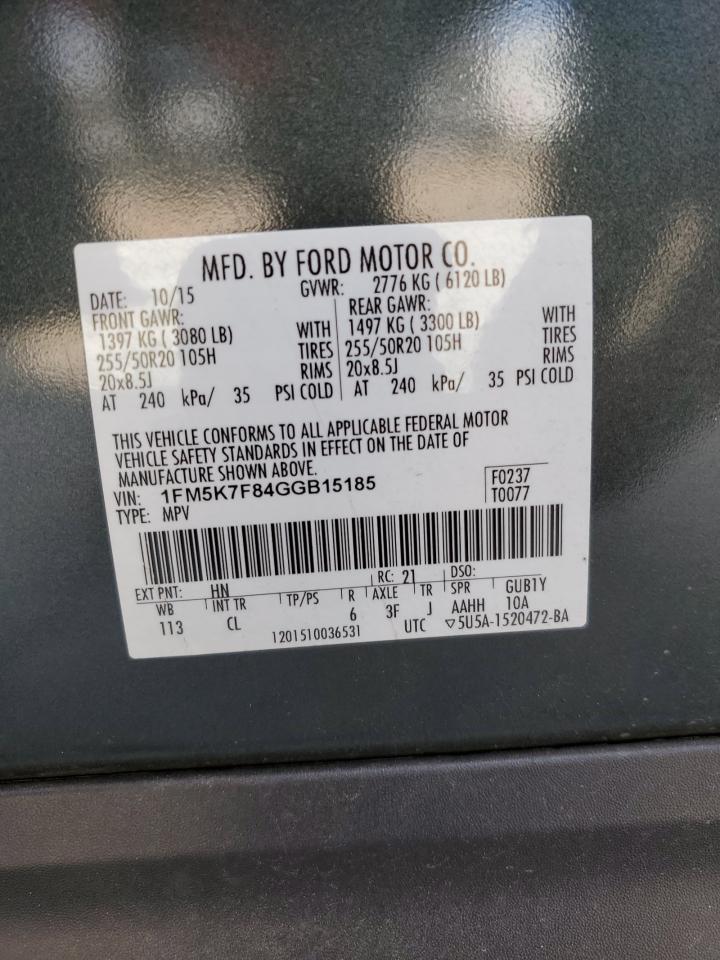 MFD. BY FORD MOTOR CO.
DATE: 10/15 GVWR: 2776 KG ( 6120 LB)
FRONT GAWR: REAR GAWR:
1397 KG ( 3080 LB) WITH 1497 KG ( 3300 LB) WITH
255/50R20 105H TIRES 255/50R20 105H TIRES
20x8.5J RIMS 20x8.5J RIMS
AT 240 kPa/ 35 PSI COLD AT 240 kPa/ 35 PSI COLD
THIS VEHICLE CONFORMS TO ALL APPLICABLE FEDERAL MOTOR
VEHICLE SAFETY STANDARDS IN EFFECT ON THE DATE OF
MANUFACTURE SHOWN ABOVE.
VIN: 1FM5K7F84GGB15185 F0237
TYPE: MPV T0077
EXT PNT: HN RC: 21 DSO:
WB INT TR TP/PS R AXLE TR SPR GUB1Y
113 CL 6 3F J AAHH 10A
1201510036531 UTC ▽5U5A-1520472-BA